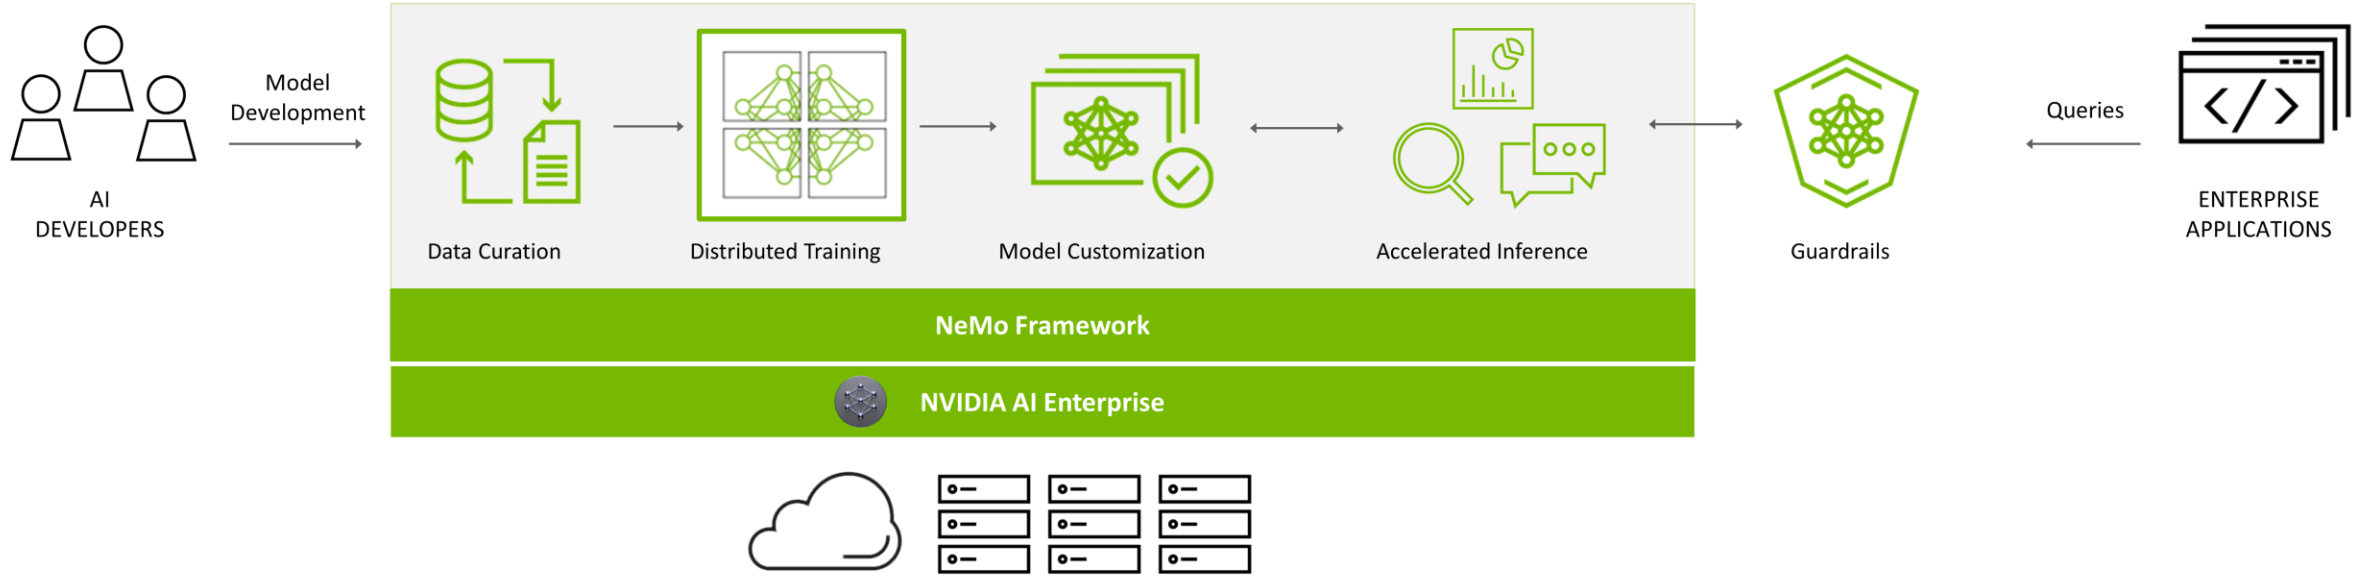 Model
Development
AI
DEVELOPERS
Data Curation
Distributed Training
Model Customization
Accelerated Inference
Guardrails
Queries
</>
ENTERPRISE
APPLICATIONS
NeMo Framework
NVIDIA AI Enterprise